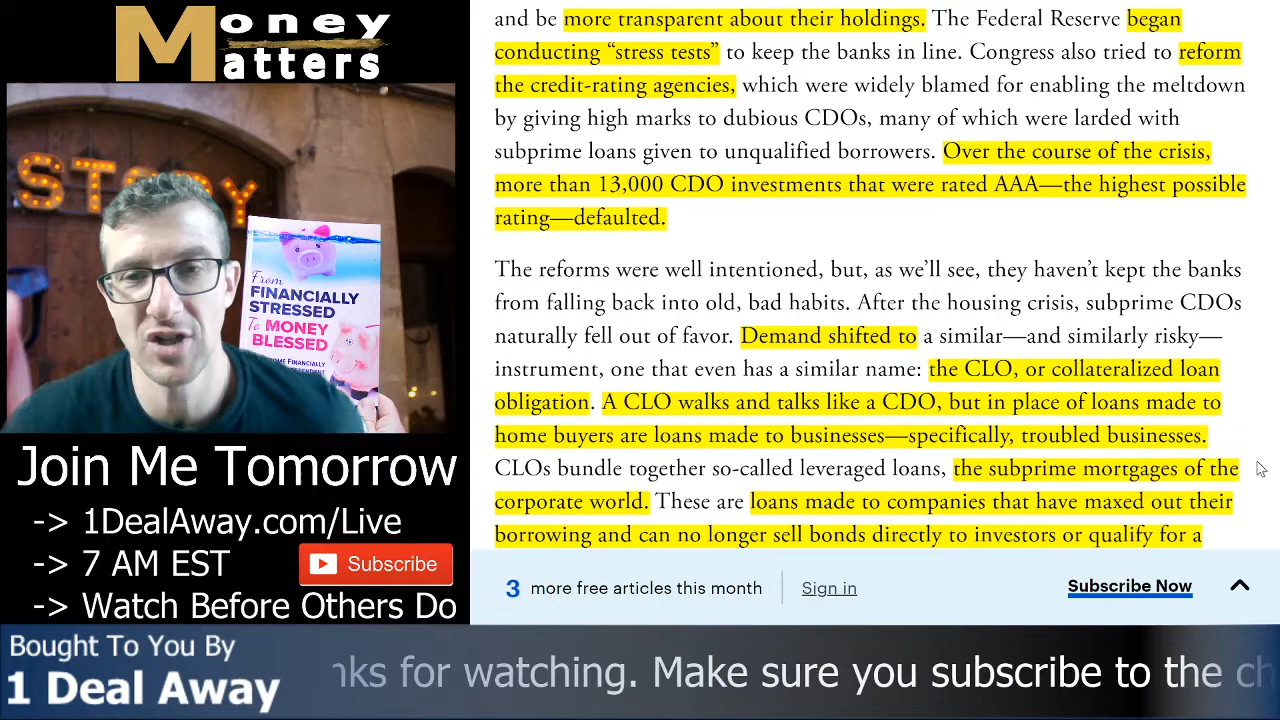 Money
Matters
STORY
From
FINANCIALLY
STRESSED
To MONEY
BLESSED
Join Me Tomorrow
-> 1DealAway.com/Live
-> 7 AM EST
Subscribe
-> Watch Before Others Do
and be more transparent about their holdings. The Federal Reserve began
conducting “stress tests” to keep the banks in line. Congress also tried to reform
the credit-rating agencies, which were widely blamed for enabling the meltdown
by giving high marks to dubious CDOs, many of which were larded with
subprime loans given to unqualified borrowers. Over the course of the crisis,
more than 13,000 CDO investments that were rated AAA—the highest possible
rating—defaulted.
The reforms were well intentioned, but, as we’ll see, they haven’t kept the banks
from falling back into old, bad habits. After the housing crisis, subprime CDOs
naturally fell out of favor. Demand shifted to a similar—and similarly risky—
instrument, one that even has a similar name: the CLO, or collateralized loan
obligation. A CLO walks and talks like a CDO, but in place of loans made to
home buyers are loans made to businesses—specifically, troubled businesses.
CLOs bundle together so-called leveraged loans, the subprime mortgages of the
corporate world. These are loans made to companies that have maxed out their
borrowing and can no longer sell bonds directly to investors or qualify for a
3 more free articles this month
Sign in
Subscribe Now
Bought To You By
1 Deal Away
nks for watching. Make sure you subscribe to the ch